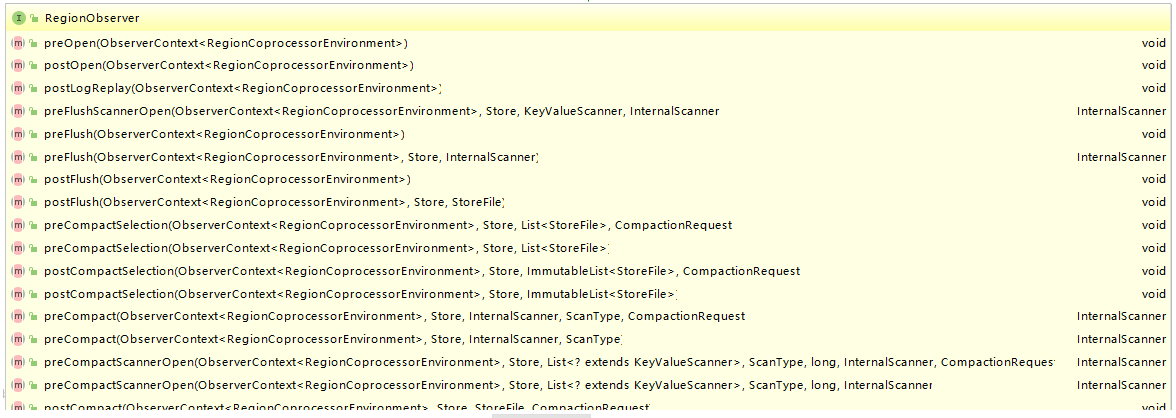 RegionObserver
preOpen(ObserverContext<RegionCoprocessorEnvironment>) void
postOpen(ObserverContext<RegionCoprocessorEnvironment>) void
postLogReplay(ObserverContext<RegionCoprocessorEnvironment>) void
preFlushScannerOpen(ObserverContext<RegionCoprocessorEnvironment>, Store, KeyValueScanner, InternalScanner InternalScanner
preFlush(ObserverContext<RegionCoprocessorEnvironment>) void
preFlush(ObserverContext<RegionCoprocessorEnvironment>, Store, InternalScanner) InternalScanner
postFlush(ObserverContext<RegionCoprocessorEnvironment>) void
postFlush(ObserverContext<RegionCoprocessorEnvironment>, Store, StoreFile) void
preCompactSelection(ObserverContext<RegionCoprocessorEnvironment>, Store, List<StoreFile>, CompactionRequest void
preCompactSelection(ObserverContext<RegionCoprocessorEnvironment>, Store, List<StoreFile>) void
postCompactSelection(ObserverContext<RegionCoprocessorEnvironment>, Store, ImmutableList<StoreFile>, CompactionRequest void
postCompactSelection(ObserverContext<RegionCoprocessorEnvironment>, Store, ImmutableList<StoreFile>) void
preCompact(ObserverContext<RegionCoprocessorEnvironment>, Store, InternalScanner, ScanType, CompactionRequest InternalScanner
preCompact(ObserverContext<RegionCoprocessorEnvironment>, Store, InternalScanner, ScanType) InternalScanner
preCompactScannerOpen(ObserverContext<RegionCoprocessorEnvironment>, Store, List<? extends KeyValueScanner>, ScanType, long, InternalScanner, CompactionReques InternalScanner
preCompactScannerOpen(ObserverContext<RegionCoprocessorEnvironment>, Store, List<? extends KeyValueScanner>, ScanType, long, InternalScanner InternalScanner
postCompact(ObserverContext<RegionCoprocessorEnvironment>, Store, StoreFile, CompactionRequest) void